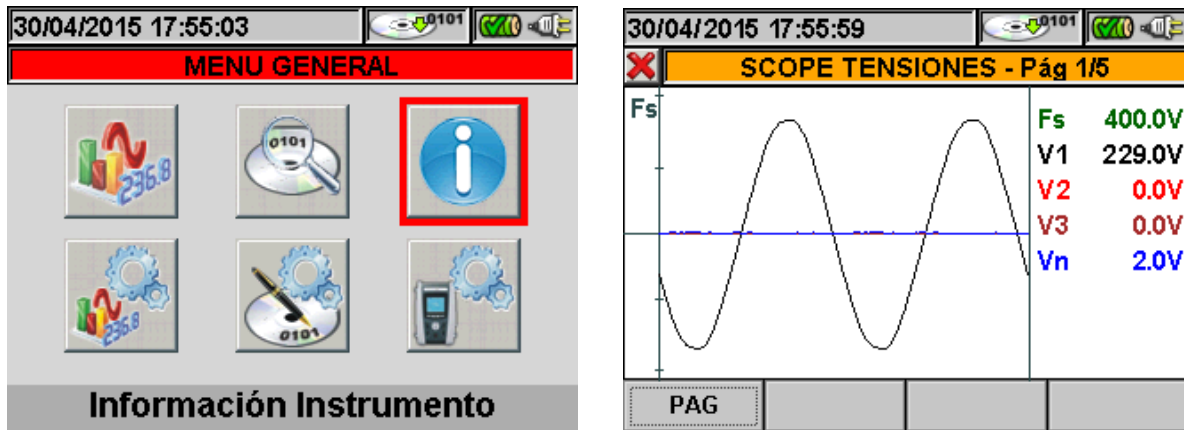 30/04/2015 17:55:03
0101
MENU GENERAL
236.8
0101
236.8
0101
Información Instrumento
30/04/2015 17:55:59
0101
SCOPE TENSIONES - Pág 1/5
Fs
Fs 400.0V
V1 229.0V
V2 0.0V
V3 0.0V
Vn 2.0V
PAG